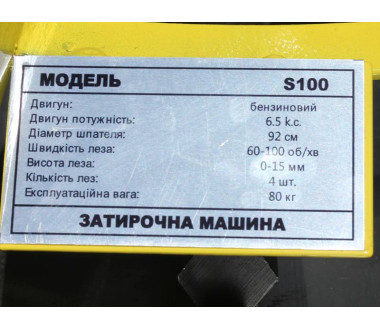 МОДЕЛЬ S100
Двигун: бензиновий
Двигун потужність: 6.5 к.с.
Діаметр шпателя: 92 см
Швидкість леза: 60-100 об/хв
Висота леза: 0-15 мм
Кількість лез: 4 шт.
Експлуатаційна вага: 80 кг
ЗАТИРОЧНА МАШИНА